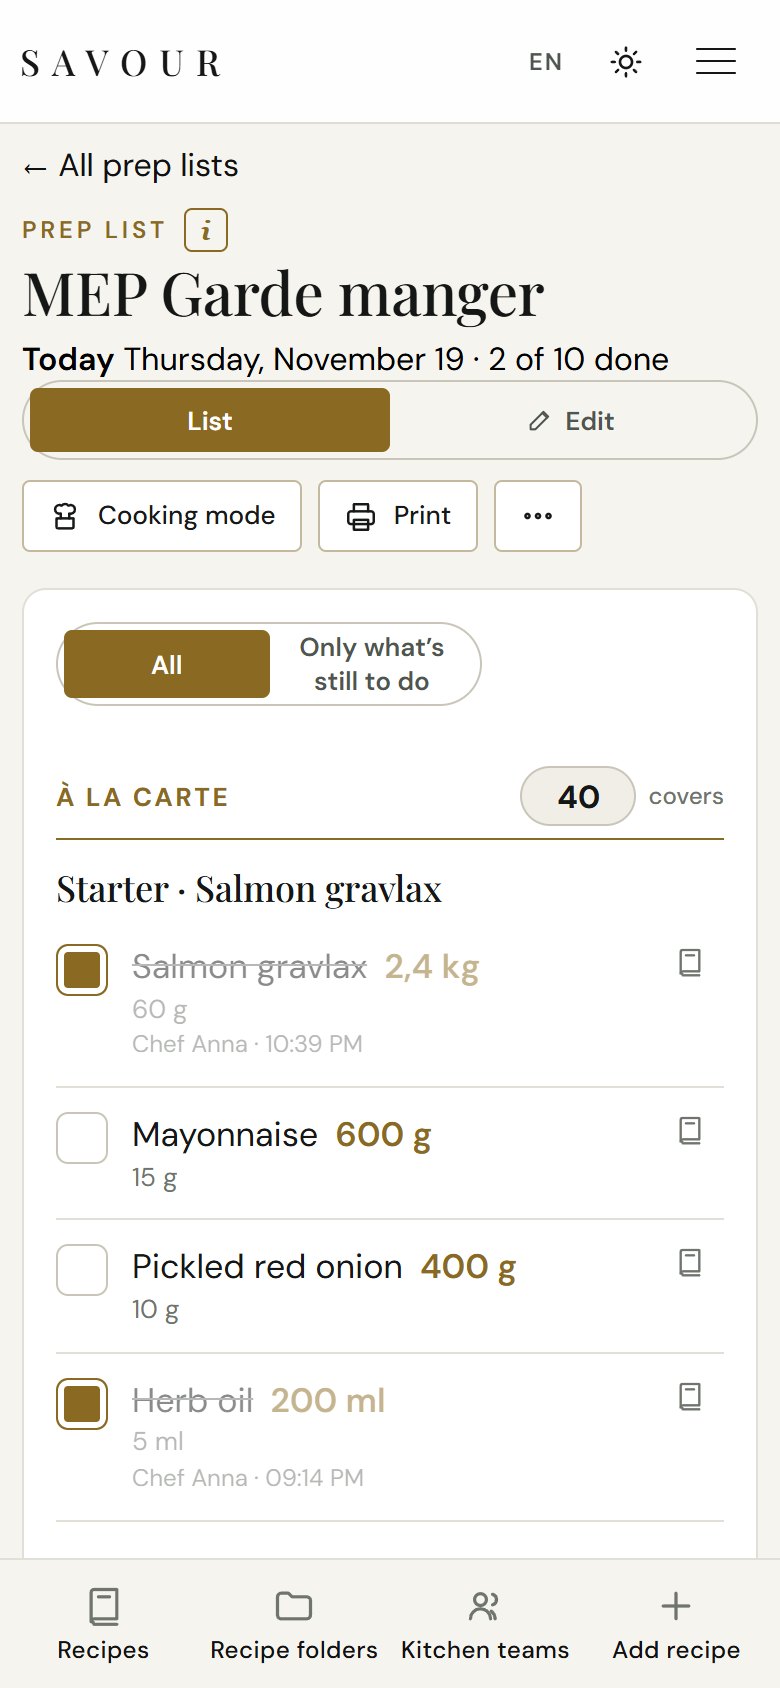 SAVOUR
EN
← All prep lists
PREP LIST i
MEP Garde manger
Today Thursday, November 19 · 2 of 10 done
List
Edit
Cooking mode
Print
All
Only what’s
still to do
À LA CARTE
40 covers
Starter · Salmon gravlax
Salmon gravlax 2,4 kg
60 g
Chef Anna · 10:39 PM
Mayonnaise 600 g
15 g
Pickled red onion 400 g
10 g
Herb oil 200 ml
5 ml
Chef Anna · 09:14 PM
Recipes
Recipe folders
Kitchen teams
Add recipe